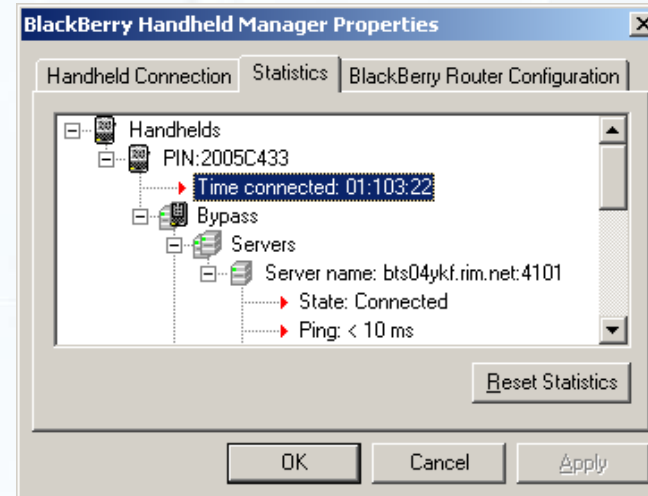 BlackBerry Handheld Manager Properties
Handheld Connection Statistics BlackBerry Router Configuration
Handhelds
PIN:2005C433
Time connected: 01:103:22
Bypass
Servers
Server name: bts04ykf.rim.net:4101
State: Connected
Ping: < 10 ms
Reset Statistics
OK Cancel Apply